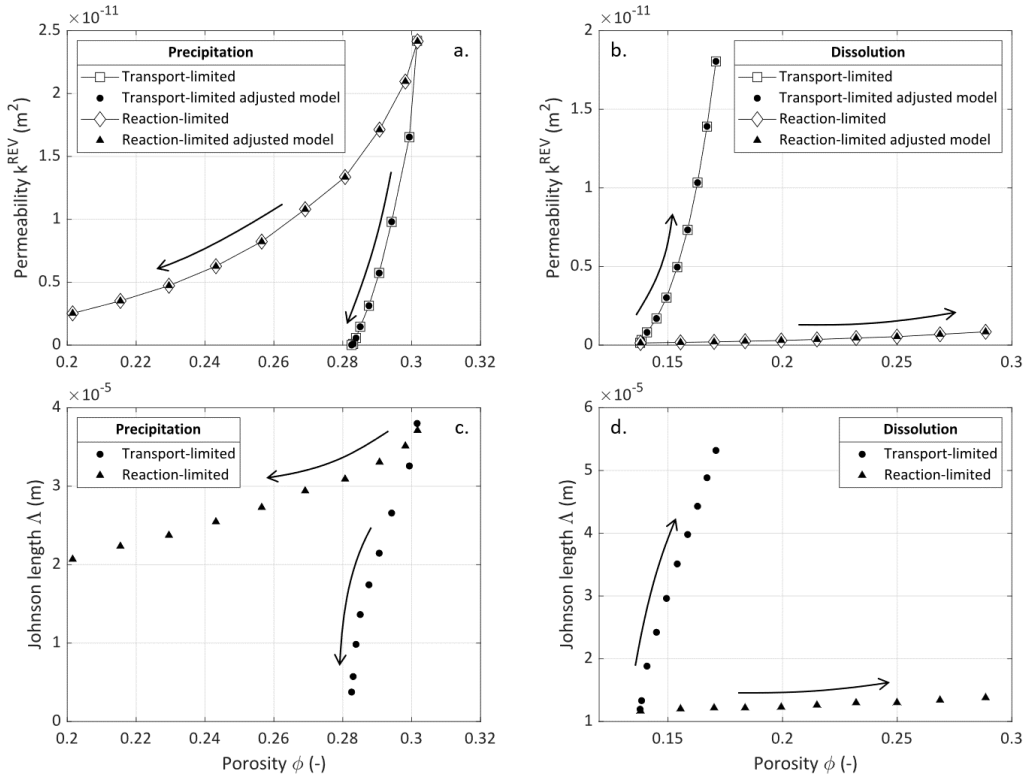 ×10⁻¹¹
2.5
2
1.5
1
0.5
0
Permeability k^REV (m²)
Precipitation
Transport-limited
Transport-limited adjusted model
Reaction-limited
Reaction-limited adjusted model
a.
0.2 0.22 0.24 0.26 0.28 0.3 0.32
×10⁻¹¹
2
1.5
1
0.5
0
Permeability k^REV (m²)
b.
Dissolution
Transport-limited
Transport-limited adjusted model
Reaction-limited
Reaction-limited adjusted model
0.15 0.2 0.25 0.3
×10⁻⁵
4
3
2
1
0
Johnson length Λ (m)
Precipitation
Transport-limited
Reaction-limited
c.
0.2 0.22 0.24 0.26 0.28 0.3 0.32
Porosity ϕ (-)
×10⁻⁵
6
5
4
3
2
1
Johnson length Λ (m)
d.
Dissolution
Transport-limited
Reaction-limited
0.15 0.2 0.25 0.3
Porosity ϕ (-)